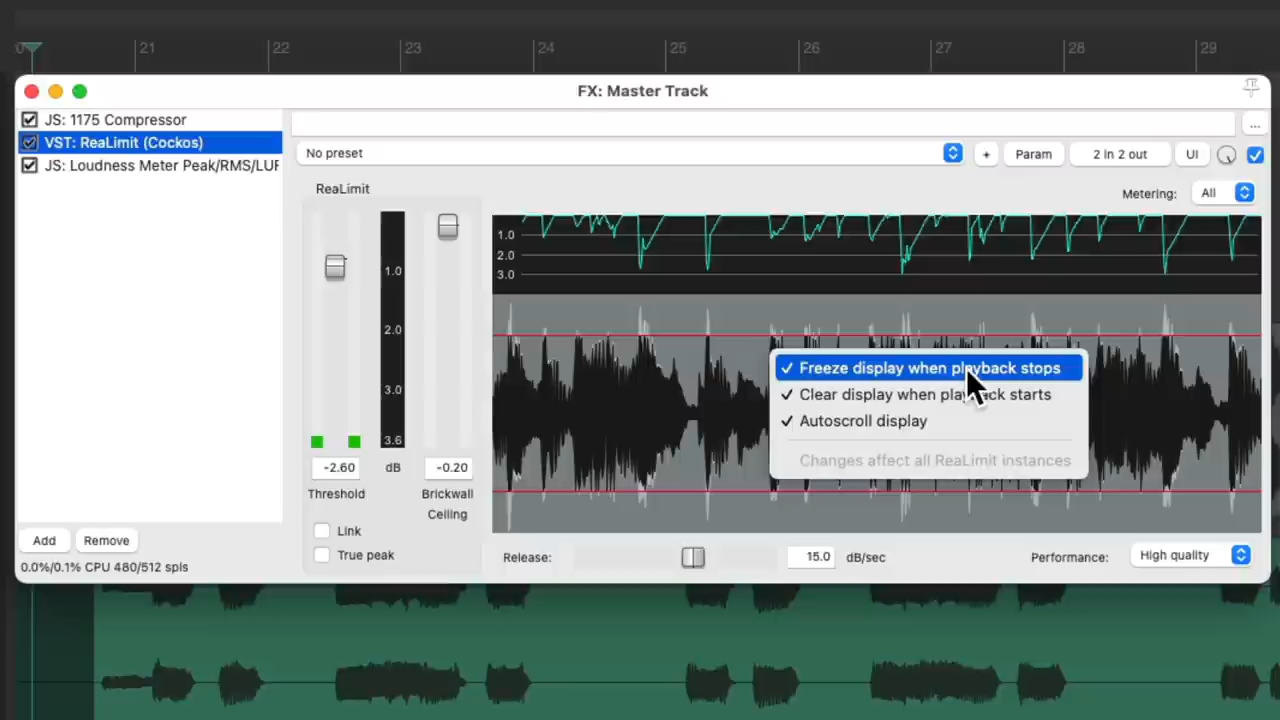 21 22 23 24 25 26 27 28 29
FX: Master Track
JS: 1175 Compressor
VST: ReaLimit (Cockos)
JS: Loudness Meter Peak/RMS/LUF
...
No preset
+
Param
2 in 2 out
UI
ReaLimit
Metering: All
1.0
2.0
3.0
3.6
-2.60
dB
-0.20
Threshold
Brickwall
Ceiling
Link
True peak
1.0
2.0
3.0
✓ Freeze display when playback stops
✓ Clear display when playback starts
✓ Autoscroll display
Changes affect all ReaLimit instances
Release:
15.0
dB/sec
Performance:
High quality
Add
Remove
0.0%/0.1% CPU 480/512 spls